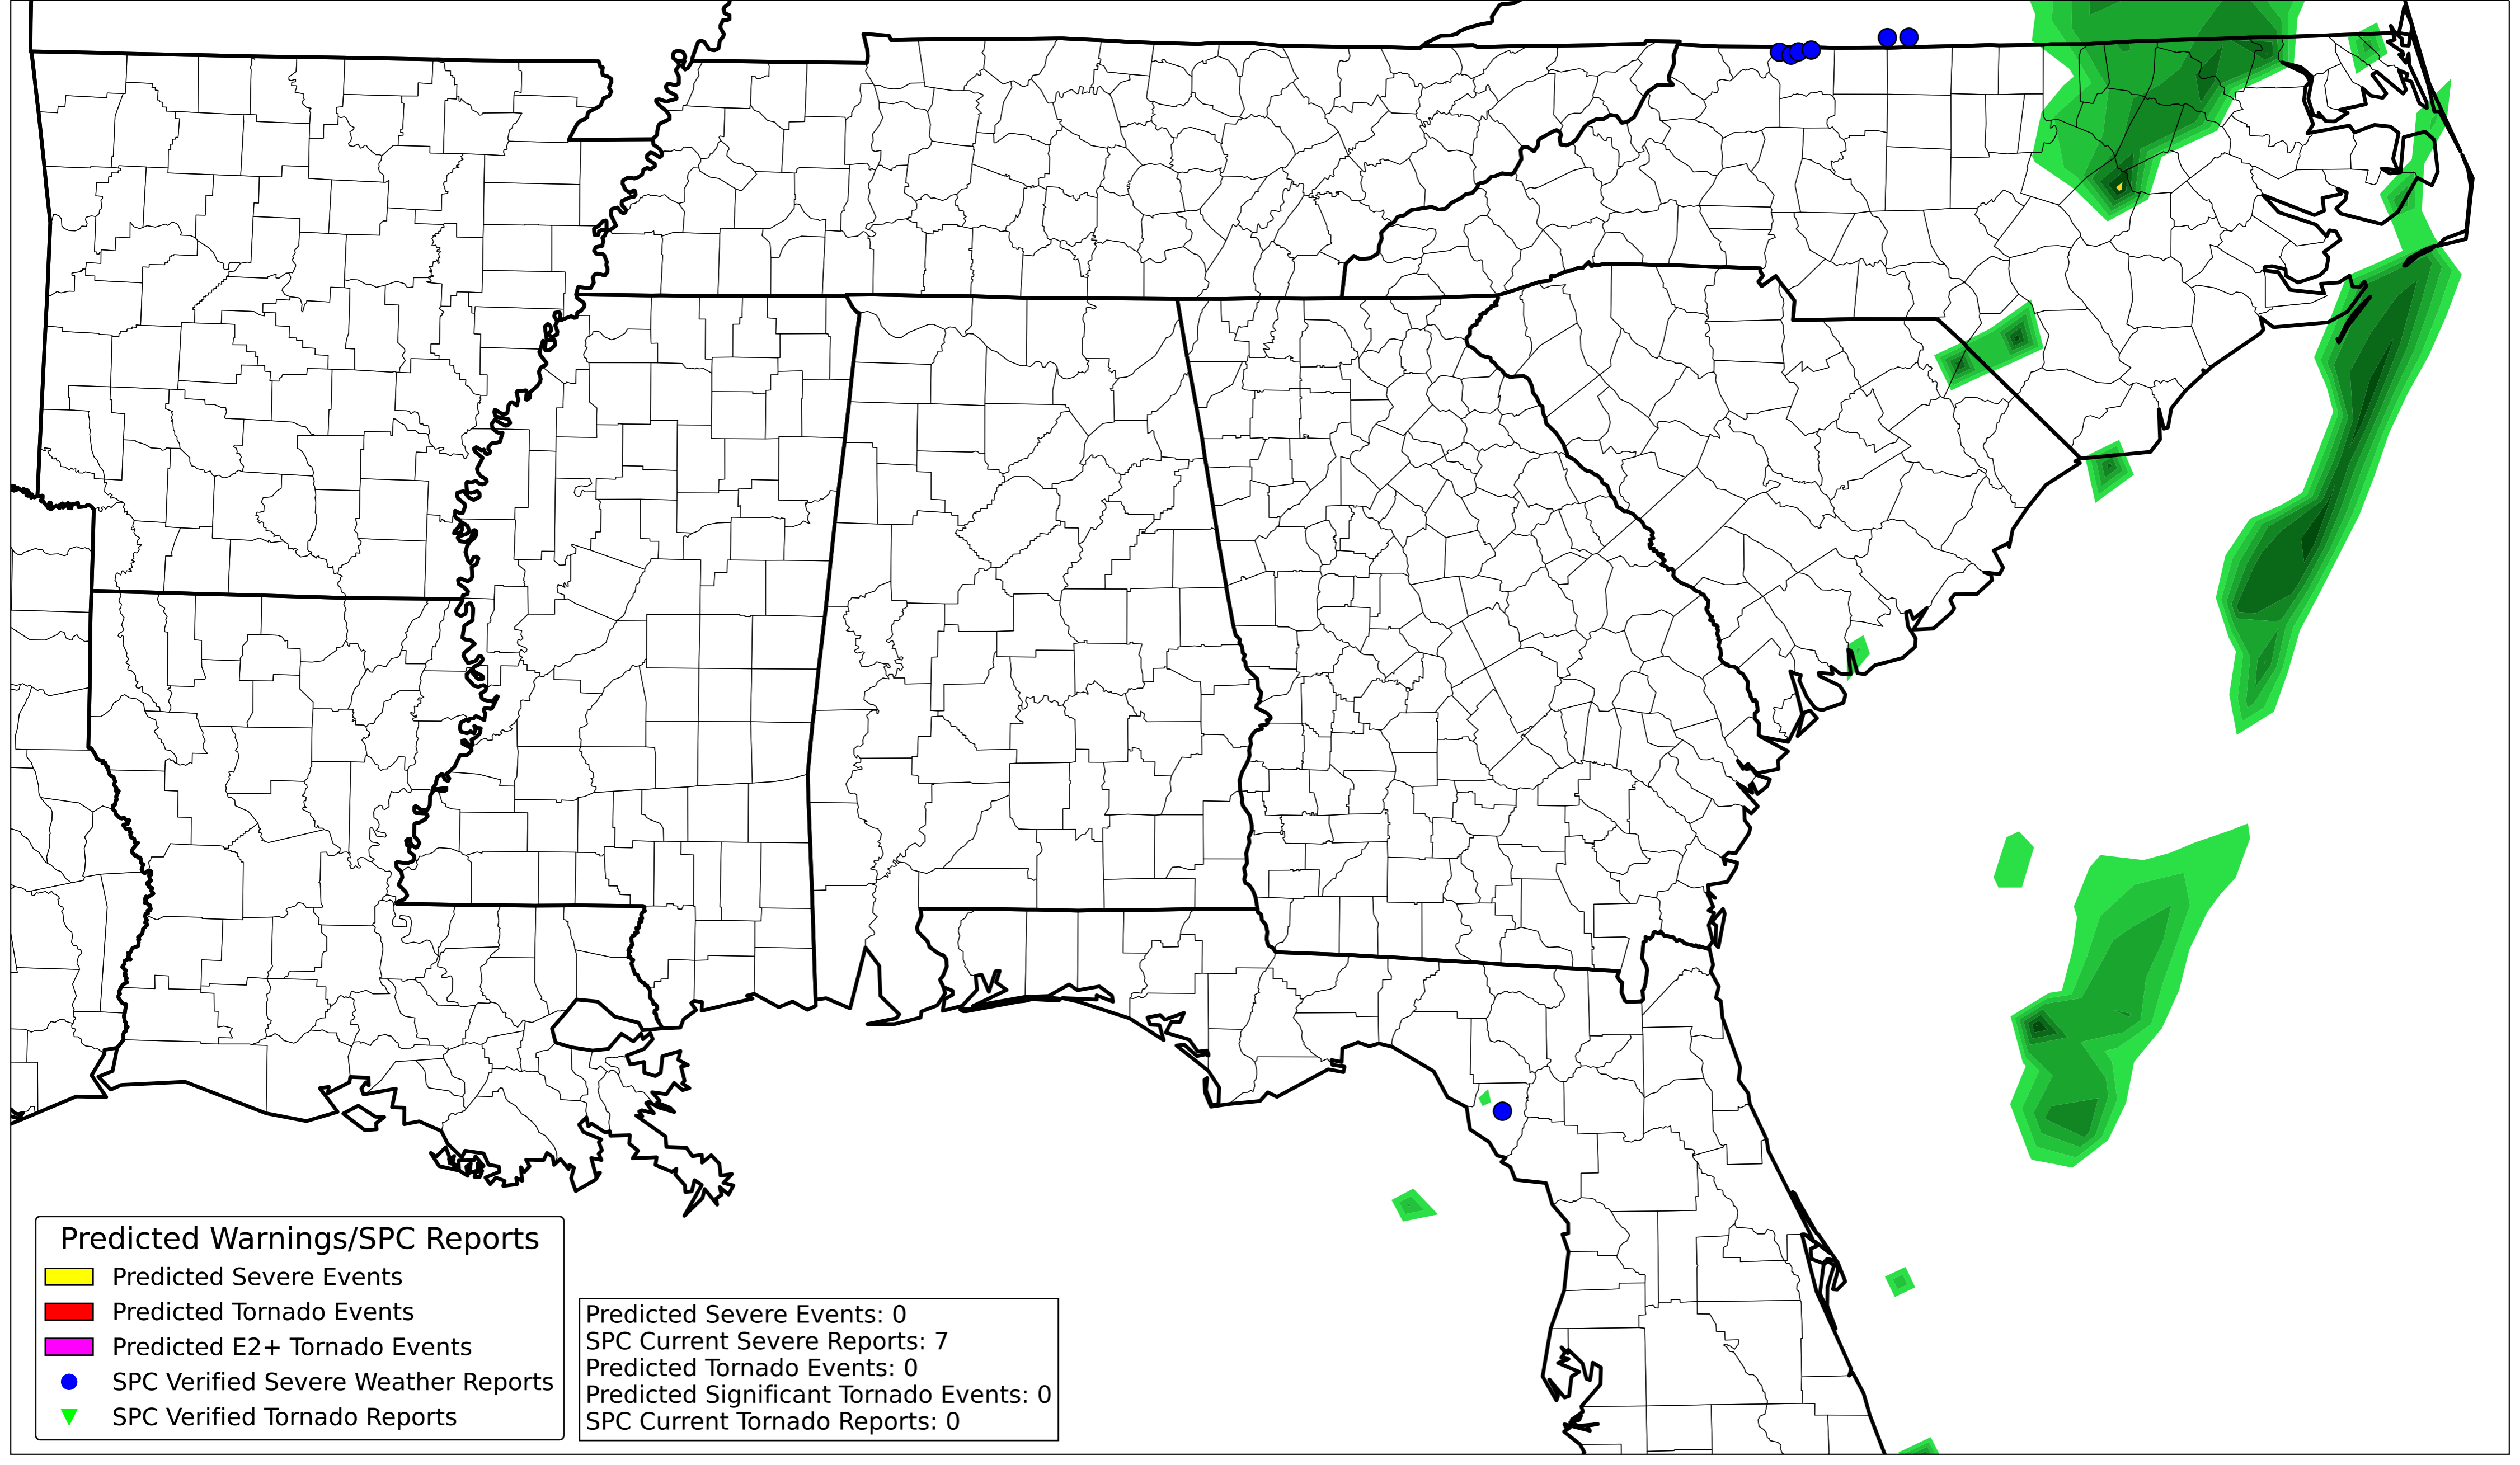 Predicted Warnings/SPC Reports
Predicted Severe Events
Predicted Tornado Events
Predicted E2+ Tornado Events
SPC Verified Severe Weather Reports
SPC Verified Tornado Reports
Predicted Severe Events: 0
SPC Current Severe Reports: 7
Predicted Tornado Events: 0
Predicted Significant Tornado Events: 0
SPC Current Tornado Reports: 0